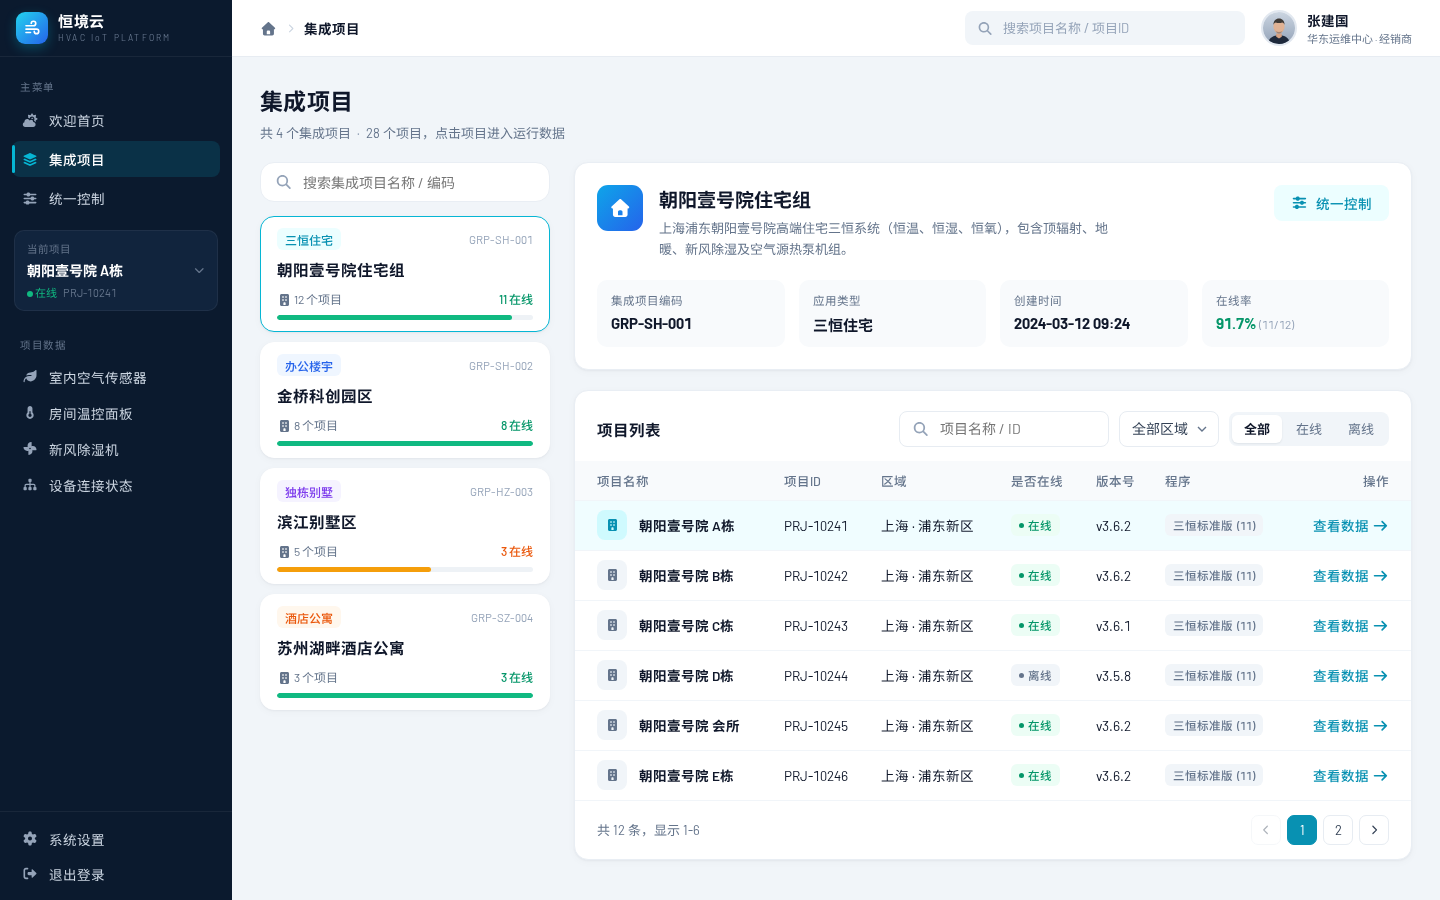 恒境云
HVAC IoT PLATFORM
主菜单
欢迎首页
集成项目
统一控制
当前项目
朝阳壹号院 A栋
在线 PRJ-10241
项目数据
室内空气传感器
房间温控面板
新风除湿机
设备连接状态
系统设置
退出登录
集成项目
搜索项目名称 / 项目ID
张建国
华东运维中心 · 经销商
集成项目
共 4 个集成项目 · 28 个项目，点击项目进入运行数据
搜索集成项目名称 / 编码
三恒住宅 GRP-SH-001
朝阳壹号院住宅组
12 个项目 11 在线
办公楼宇 GRP-SH-002
金桥科创园区
8 个项目 8 在线
独栋别墅 GRP-HZ-003
滨江别墅区
5 个项目 3 在线
酒店公寓 GRP-SZ-004
苏州湖畔酒店公寓
3 个项目 3 在线
朝阳壹号院住宅组
上海浦东朝阳壹号院高端住宅三恒系统（恒温、恒湿、恒氧），包含顶辐射、地
暖、新风除湿及空气源热泵机组。
统一控制
集成项目编码
GRP-SH-001
应用类型
三恒住宅
创建时间
2024-03-12 09:24
在线率
91.7% (11/12)
项目列表
项目名称 / ID
全部区域
全部 在线 离线
项目名称 项目ID 区域 是否在线 版本号 程序 操作
朝阳壹号院 A栋 PRJ-10241 上海 · 浦东新区 在线 v3.6.2 三恒标准版 (11) 查看数据
朝阳壹号院 B栋 PRJ-10242 上海 · 浦东新区 在线 v3.6.2 三恒标准版 (11) 查看数据
朝阳壹号院 C栋 PRJ-10243 上海 · 浦东新区 在线 v3.6.1 三恒标准版 (11) 查看数据
朝阳壹号院 D栋 PRJ-10244 上海 · 浦东新区 离线 v3.5.8 三恒标准版 (11) 查看数据
朝阳壹号院 会所 PRJ-10245 上海 · 浦东新区 在线 v3.6.2 三恒标准版 (11) 查看数据
朝阳壹号院 E栋 PRJ-10246 上海 · 浦东新区 在线 v3.6.2 三恒标准版 (11) 查看数据
共 12 条，显示 1-6
1 2